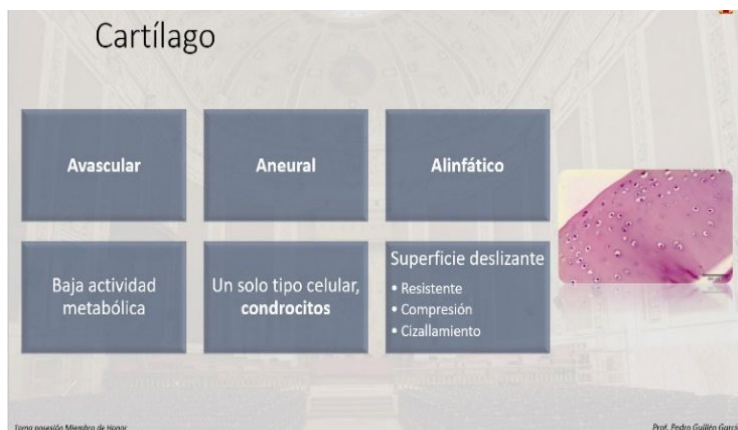 Cartílago
Avascular
Aneural
Alinfático
Baja actividad
metabólica
Un solo tipo celular,
condrocitos
Superficie deslizante
• Resistente
• Compresión
• Cizallamiento
Toma posesión Miembro de Honor
Prof. Pedro Guillén García